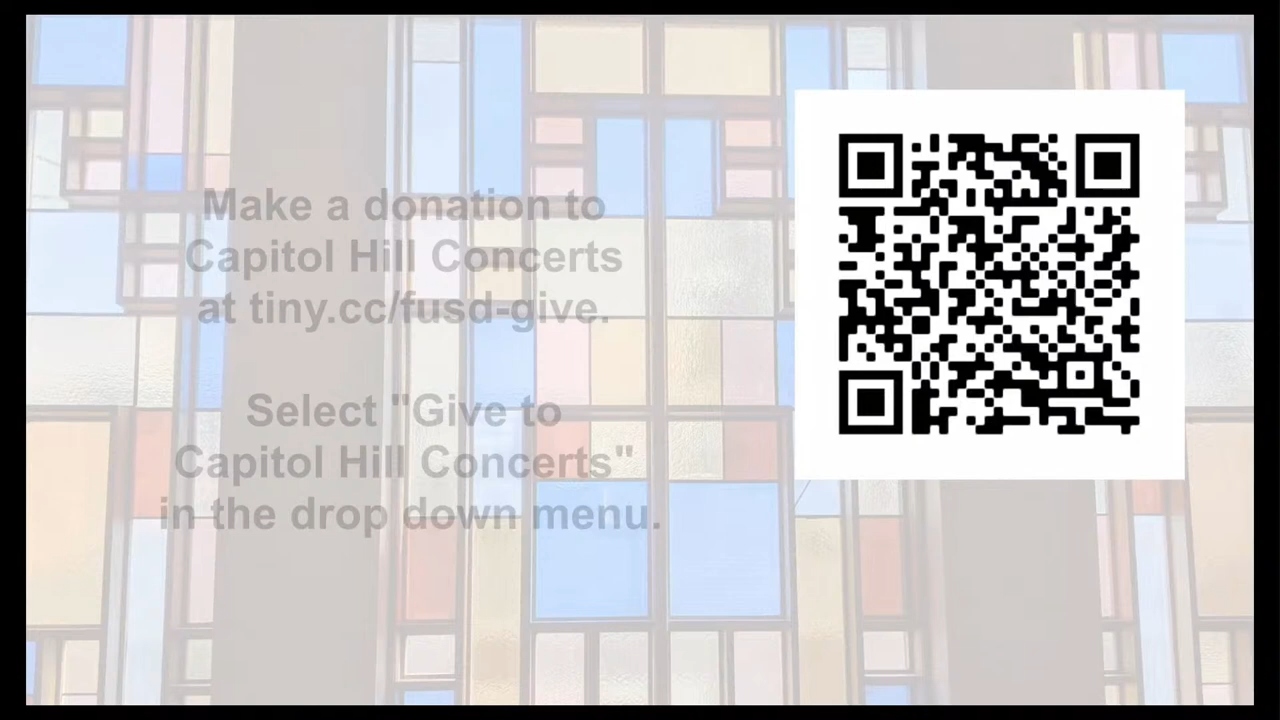 Make a donation to
Capitol Hill Concerts
at tiny.cc/fusd-give.
Select "Give to
Capitol Hill Concerts"
in the drop down menu.